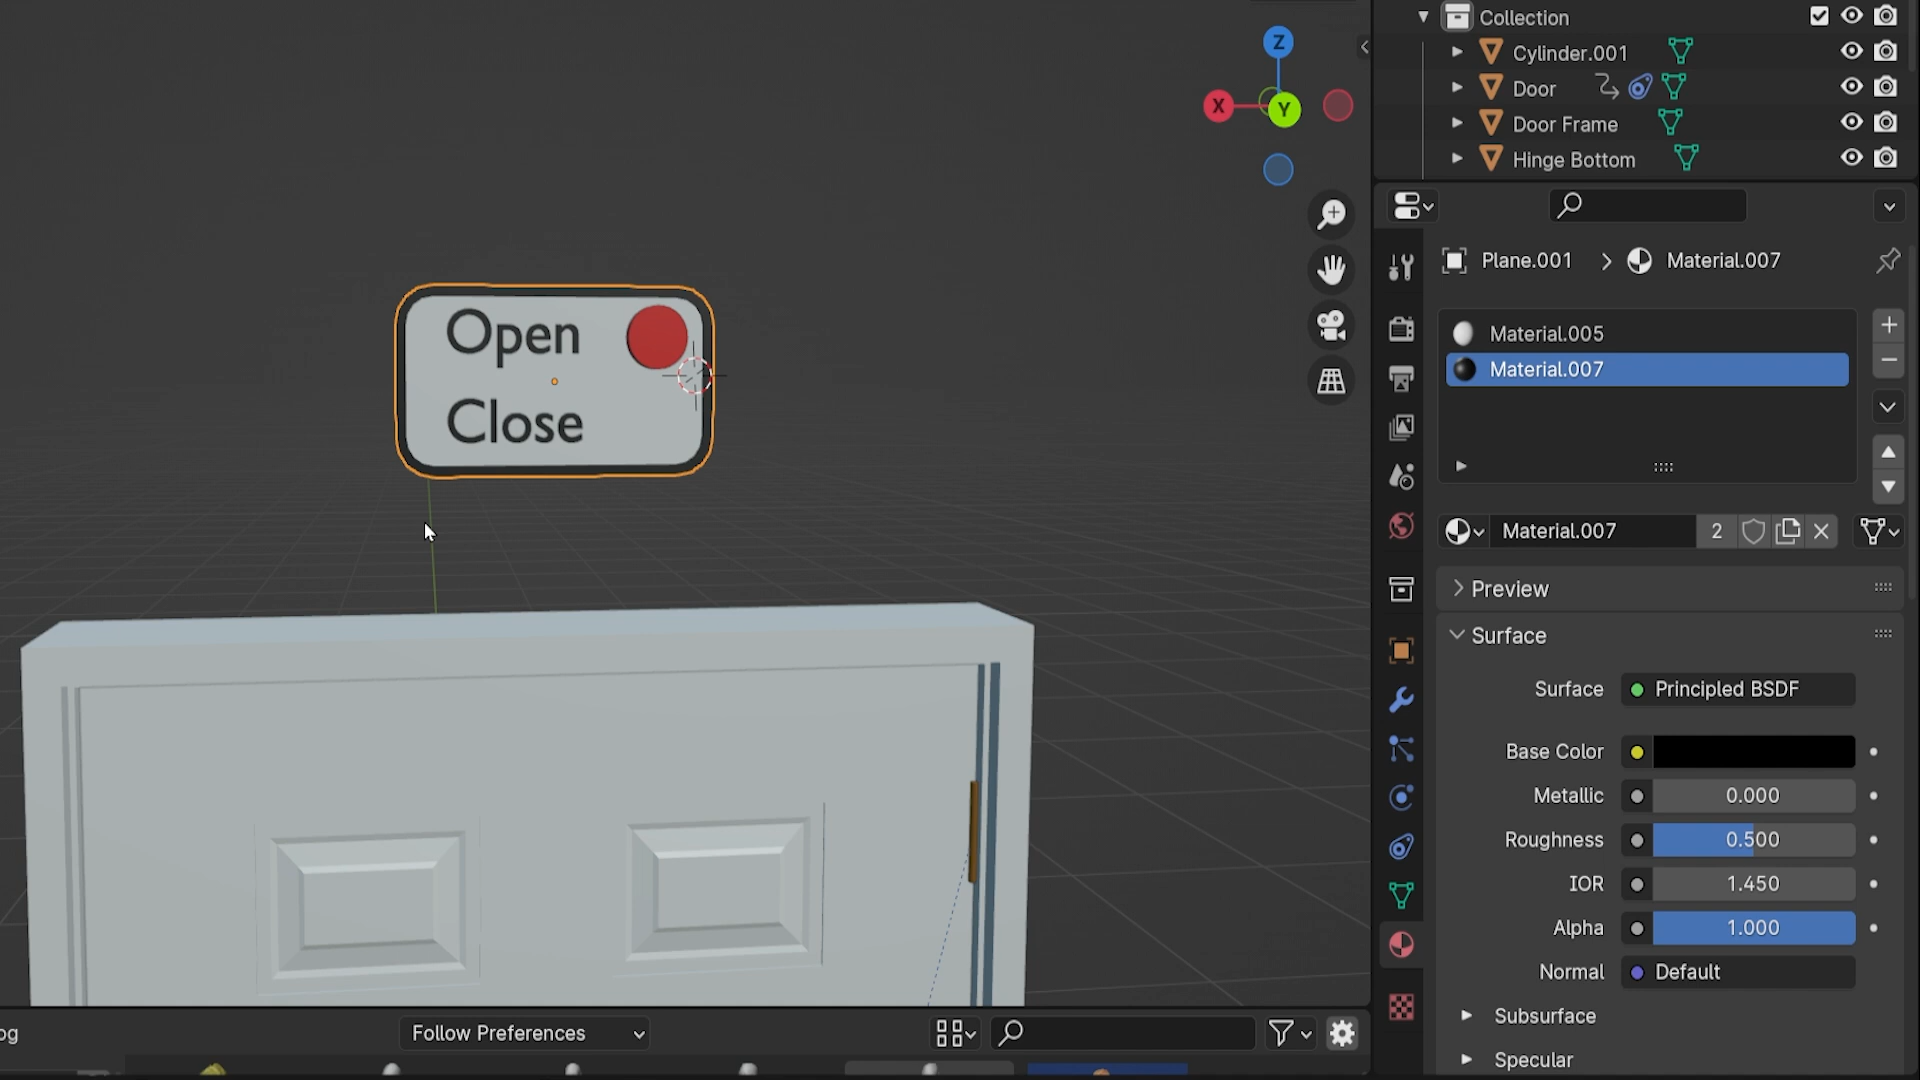 Collection
Cylinder.001
Door
Door Frame
Hinge Bottom
Z
X
Y
Plane.001 > Material.007
Material.005
Material.007
Open
Close
Material.007 2
Preview
Surface
Surface Principled BSDF
Base Color
Metallic 0.000
Roughness 0.500
IOR 1.450
Alpha 1.000
Normal Default
Subsurface
Specular
og
Follow Preferences